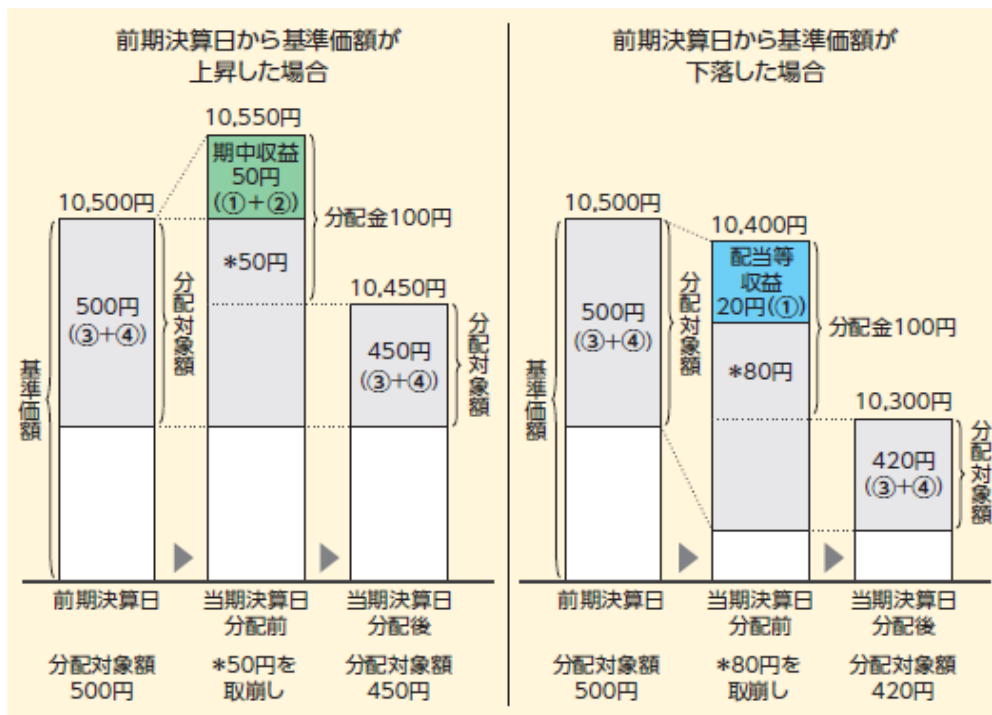 前期決算日から基準価額が
上昇した場合
10,550円
期中収益
50円
(①+②)
10,500円
分配金100円
*50円
10,450円
500円
(③+④)
分配対象額
450円
(③+④)
分配対象額
基準価額
前期決算日
当期決算日
分配前
当期決算日
分配後
分配対象額
500円
*50円を
取崩し
分配対象額
450円
前期決算日から基準価額が
下落した場合
10,500円
10,400円
配当等
収益
20円(①)
500円
(③+④)
分配対象額
分配金100円
*80円
10,300円
基準価額
420円
(③+④)
分配対象額
前期決算日
当期決算日
分配前
当期決算日
分配後
分配対象額
500円
*80円を
取崩し
分配対象額
420円